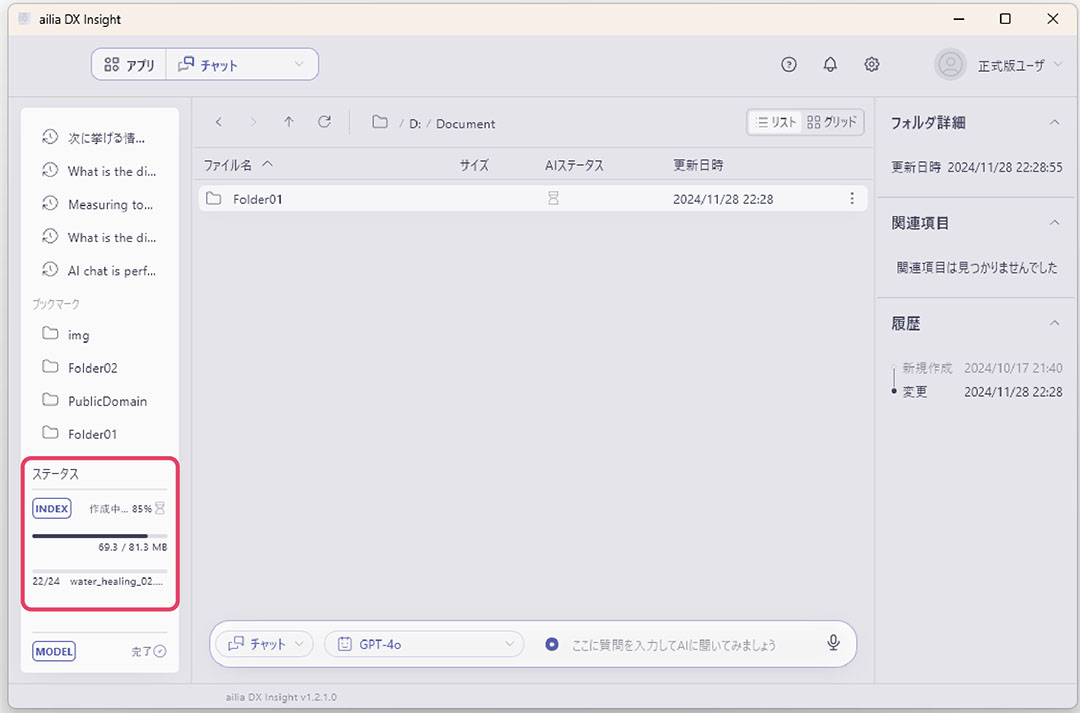 ailia DX Insight
アプリ
チャット
正式版ユーザ
次に挙げる情...
What is the di...
Measuring to...
What is the di...
AI chat is perf...
ブックマーク
img
Folder02
PublicDomain
Folder01
ステータス
INDEX 作成中... 85%
69.3 / 81.3 MB
22/24 water_healing_02....
MODEL 完了
/ D: / Document
リスト グリッド
ファイル名 サイズ AIステータス 更新日時
Folder01 2024/11/28 22:28
チャット GPT-4o ここに質問を入力してAIに聞いてみましょう
フォルダ詳細
更新日時 2024/11/28 22:28:55
関連項目
関連項目は見つかりませんでした
履歴
新規作成 2024/10/17 21:40
変更 2024/11/28 22:28
ailia DX Insight v1.2.1.0